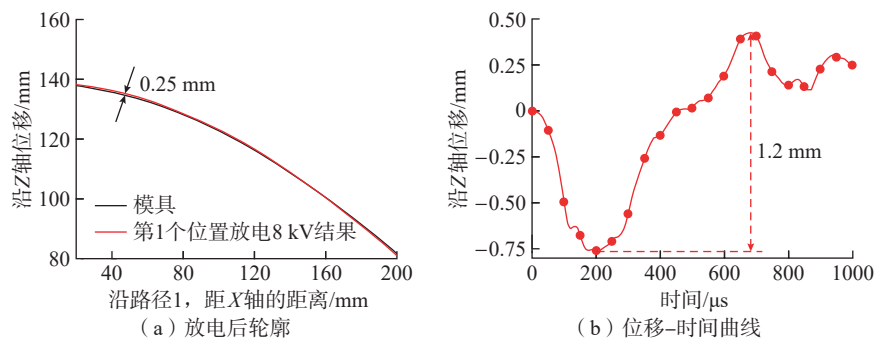 160
140
120
100
80
40
80
120
160
200
沿Z轴位移/mm
0.25 mm
模具
第1个位置放电8 kV结果
沿路径1，距X轴的距离/mm
（a）放电后轮廓
0.50
0.25
0
−0.25
−0.50
−0.75
0
200
400
600
800
1000
沿Z轴位移/mm
1.2 mm
时间/μs
（b）位移–时间曲线